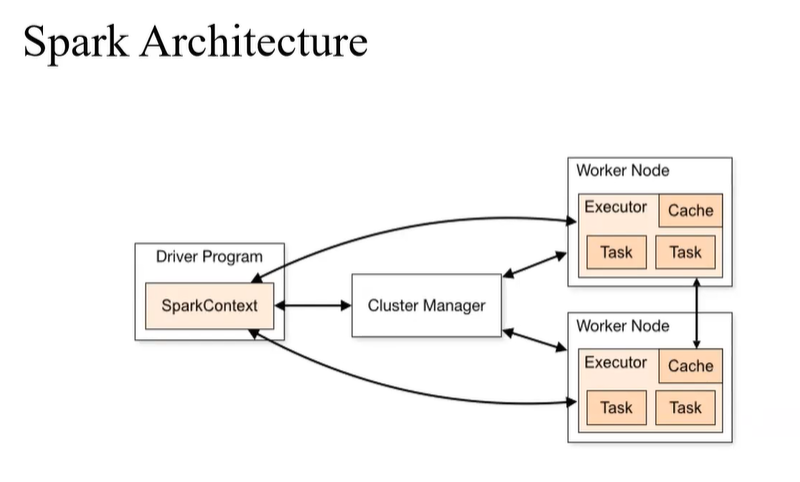 Spark Architecture
Worker Node
Executor Cache
Task Task
Driver Program
SparkContext
Cluster Manager
Worker Node
Executor Cache
Task Task